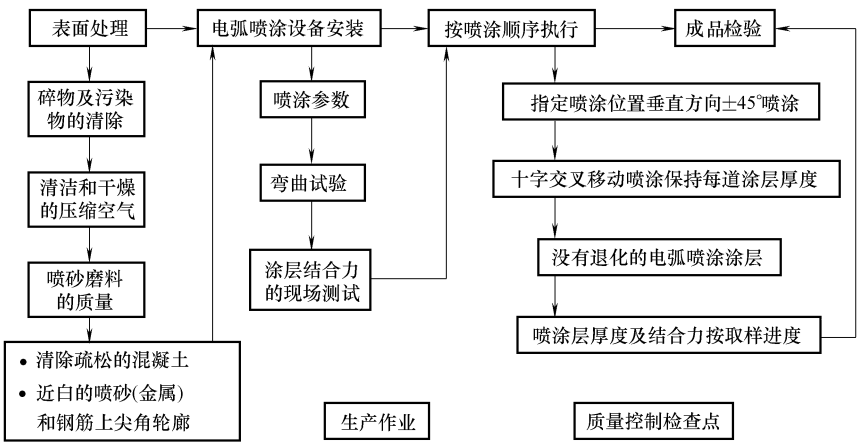 表面处理
电弧喷涂设备安装
按喷涂顺序执行
成品检验
碎物及污染
物的清除
清洁和干燥
的压缩空气
喷砂磨料
的质量
• 清除疏松的混凝土
• 近白的喷砂(金属)
和钢筋上尖角轮廓
喷涂参数
弯曲试验
涂层结合力
的现场测试
指定喷涂位置垂直方向±45°喷涂
十字交叉移动喷涂保持每道涂层厚度
没有退化的电弧喷涂涂层
喷涂层厚度及结合力按取样进度
生产作业
质量控制检查点